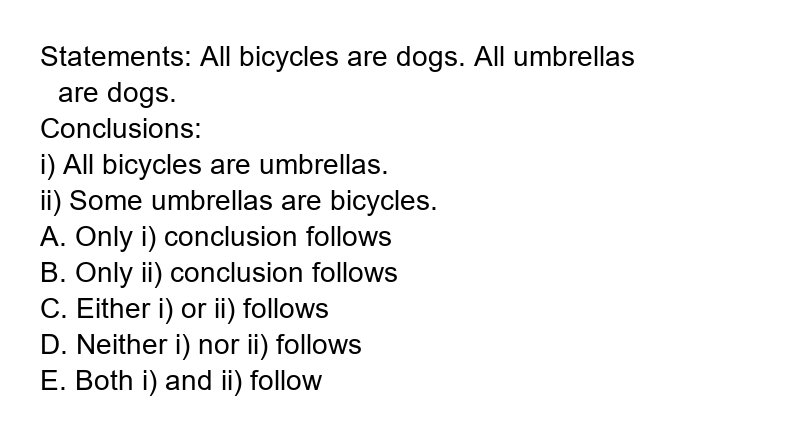 Statements: All bicycles are dogs. All umbrellas
are dogs.
Conclusions:
i) All bicycles are umbrellas.
ii) Some umbrellas are bicycles.
A. Only i) conclusion follows
B. Only ii) conclusion follows
C. Either i) or ii) follows
D. Neither i) nor ii) follows
E. Both i) and ii) follow